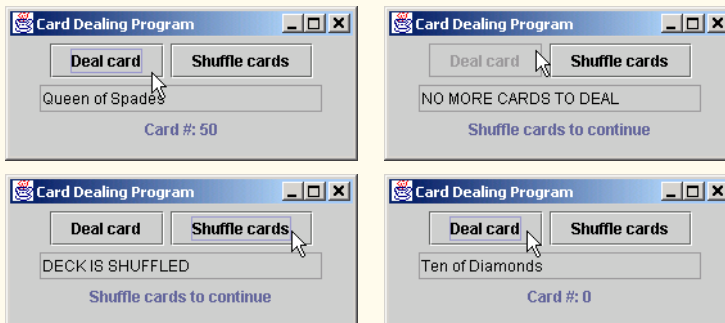 Card Dealing Program
Deal card Shuffle cards
Queen of Spades
Card #: 50
Card Dealing Program
Deal card Shuffle cards
NO MORE CARDS TO DEAL
Shuffle cards to continue
Card Dealing Program
Deal card Shuffle cards
DECK IS SHUFFLED
Shuffle cards to continue
Card Dealing Program
Deal card Shuffle cards
Ten of Diamonds
Card #: 0